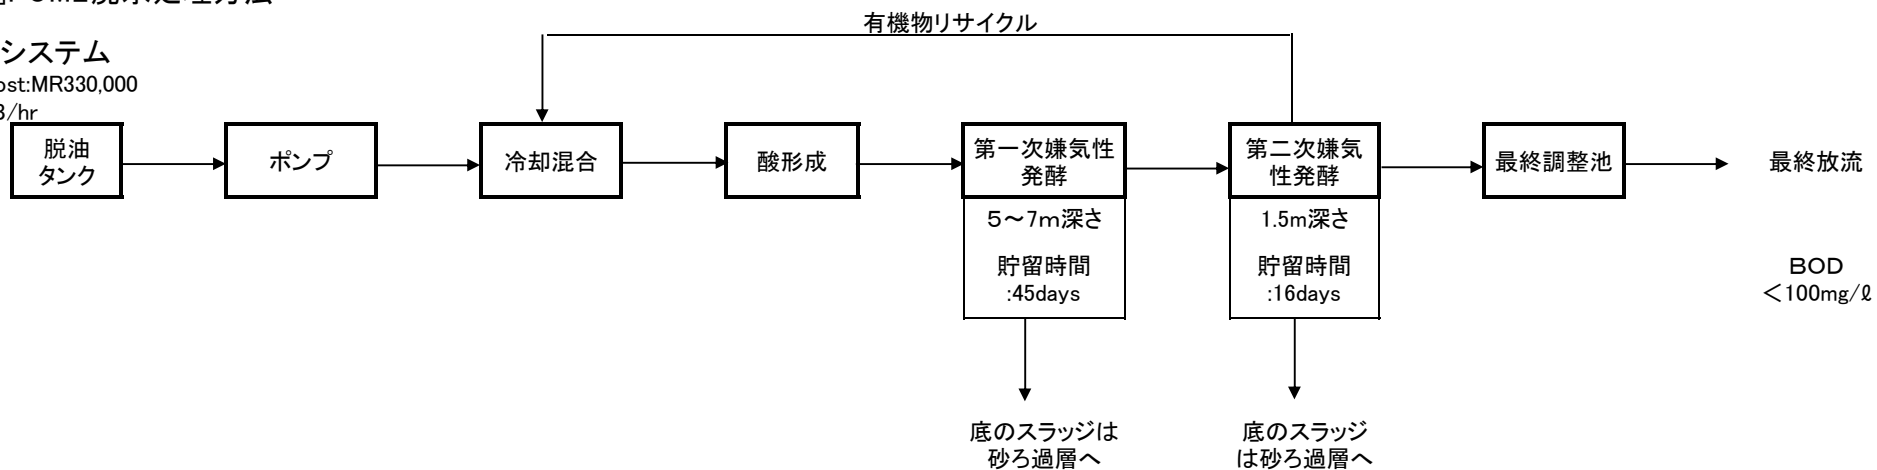 有機物リサイクル
システム
ost:MR330,000
3/hr
脱油
タンク
ポンプ
冷却混合
酸形成
第一次嫌気性
発酵
第二次嫌気
性発酵
最終調整池
最終放流
5～7m深さ
貯留時間
:45days
1.5m深さ
貯留時間
:16days
BOD
＜100mg/ℓ
底のスラッジは
砂ろ過層へ
底のスラッジ
は砂ろ過層へ